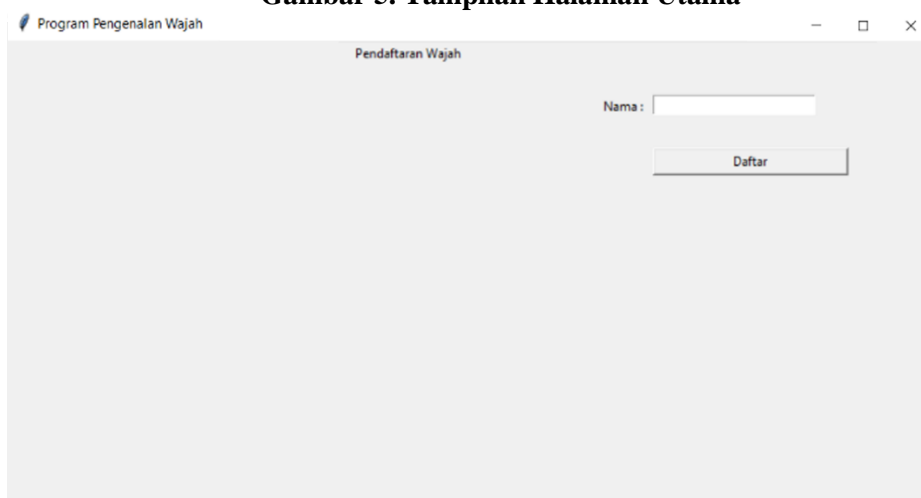 Gambar 5. Tampilan Halaman Utama
Program Pengenalan Wajah
Pendaftaran Wajah
Nama :
Daftar